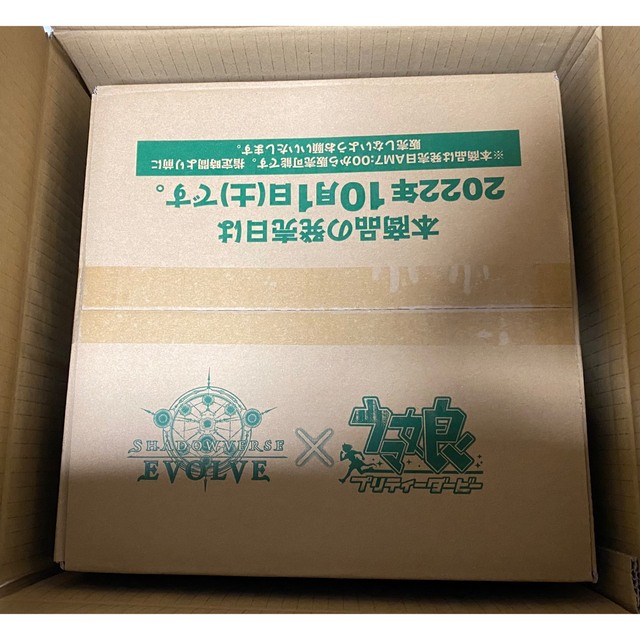 本商品の発売日は
2022年10月1日(土)です。
※本商品は発売日AM7:00から販売可能です。指定時間より前に
販売しないようお願いいたします。
SHADOWVERSE
EVOLVE
×
ウマ娘
プリティーダービー